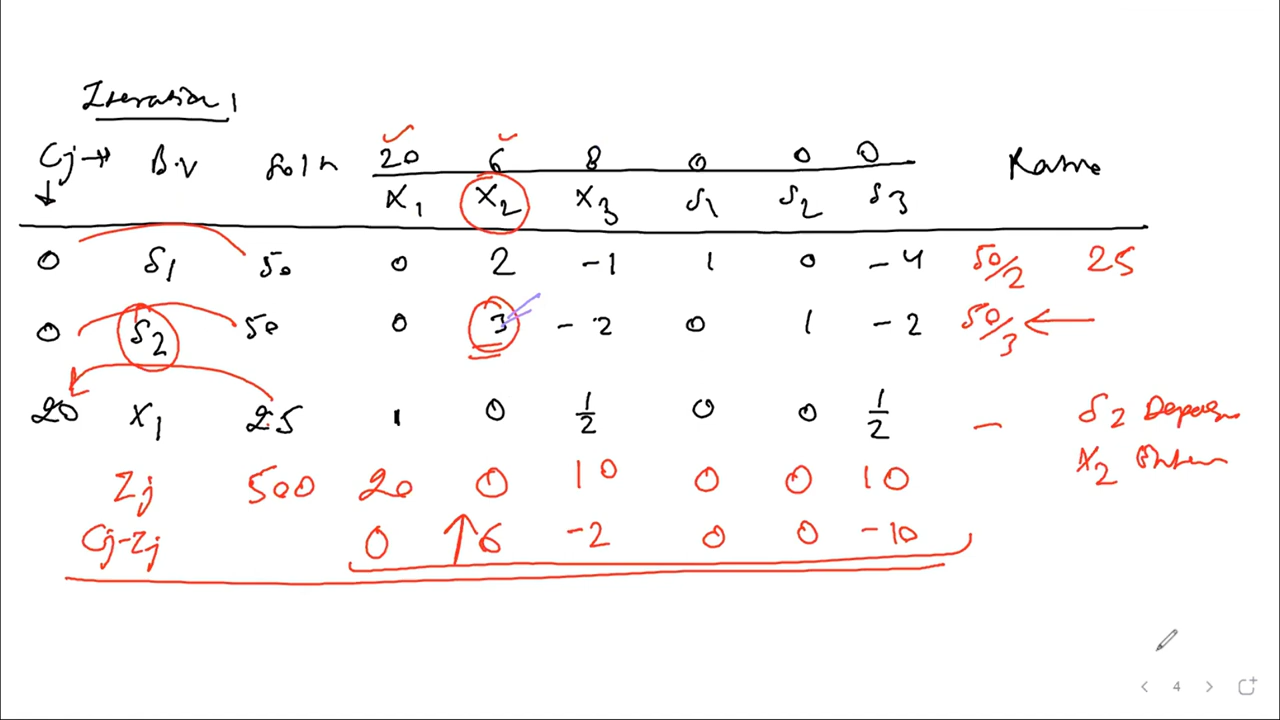 Iteration 1
Cj → B.V Soln 20 6 8 0 0 0 Ratio
↓ X1 X2 X3 S1 S2 S3
0 S1 50 0 2 -1 1 0 -4 50/2 25
0 S2 50 0 3 -2 0 1 -2 50/3 ←
20 X1 25 1 0 1/2 0 0 1/2 –
S2
X2
Zj 500 20 0 10 0 0 10
Cj-Zj 0 ↑6 -2 0 0 -10
< 4 >